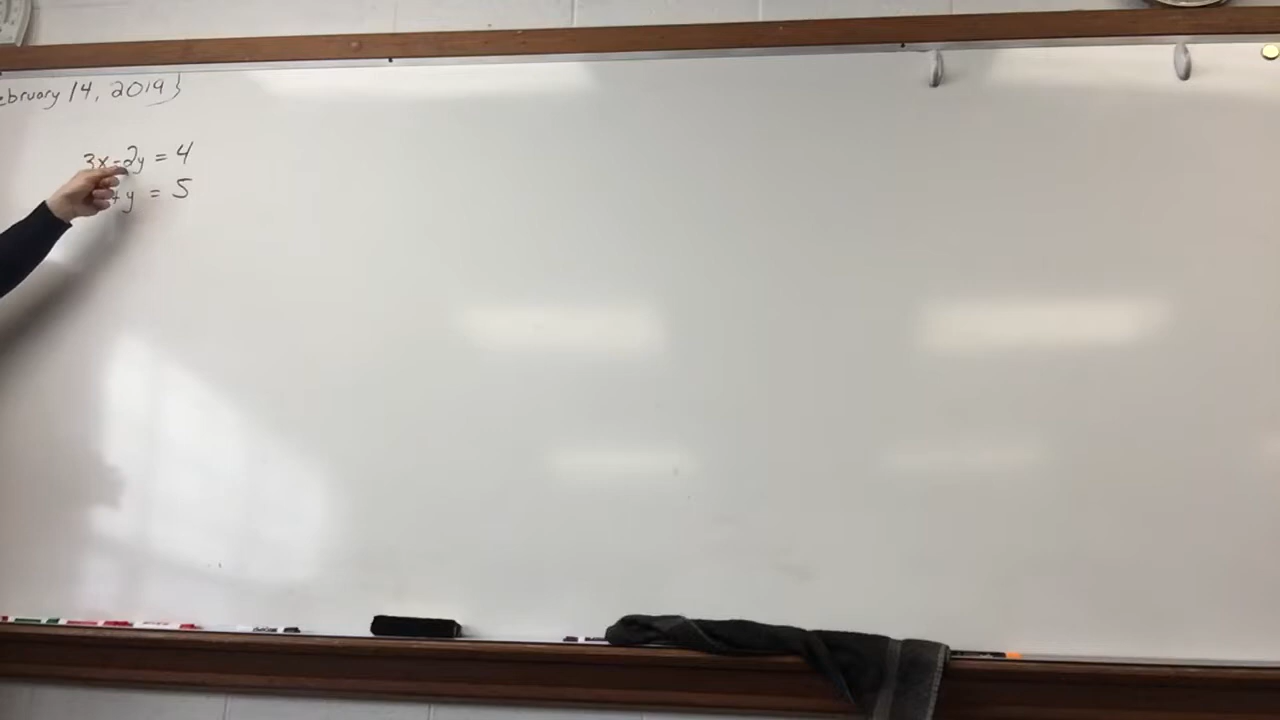 ebruary 14, 2019}
3x-2y = 4
+y = 5